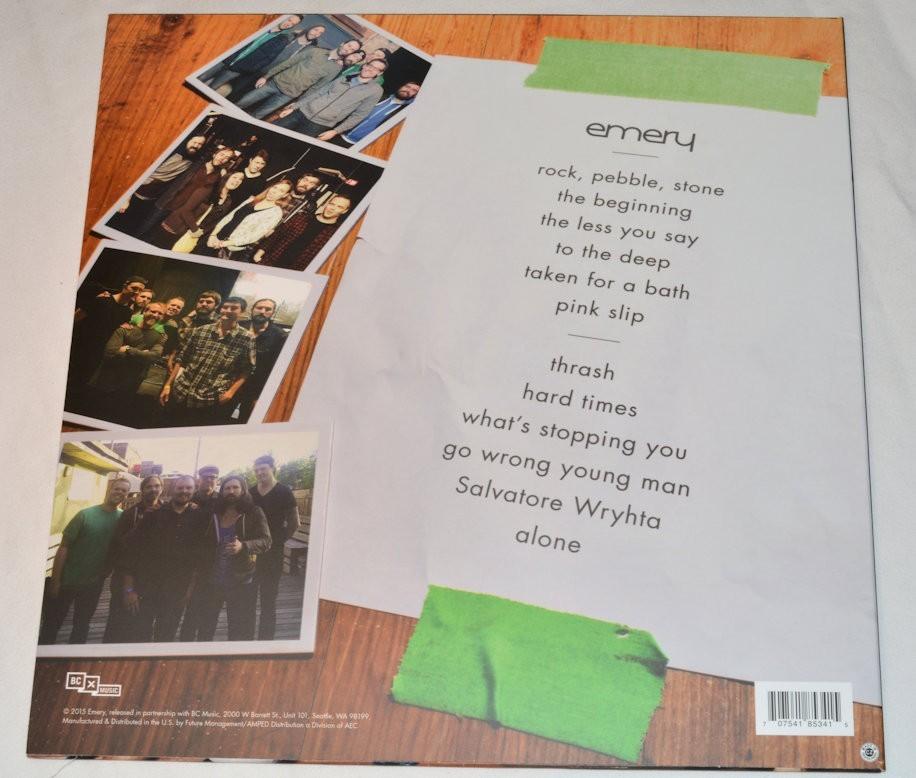 emery
rock, pebble, stone
the beginning
the less you say
to the deep
taken for a bath
pink slip
thrash
hard times
what's stopping you
go wrong young man
Salvatore Wryhta
alone
BC X MUSIC
© 2015 Emery, released in partnership with BC Music, 2000 W Barrett St., Unit 101, Seattle, WA 98199
Manufactured & Distributed in the U.S. by Future Management/AMPED Distribution a Division of AEC.
7 07541 85341 5